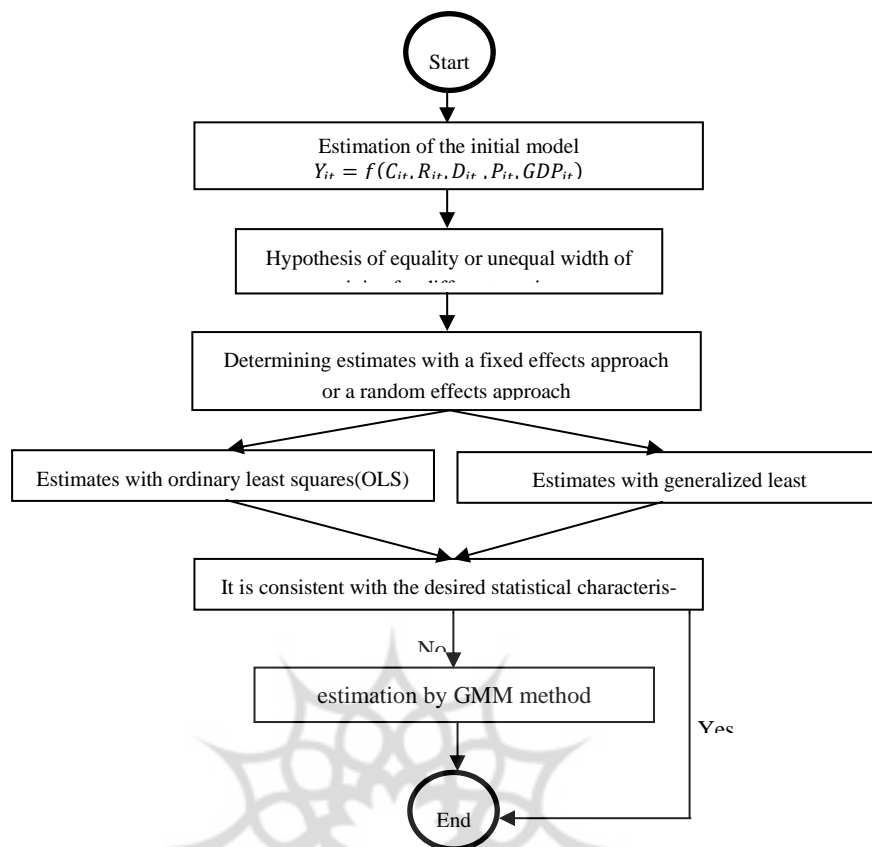 Start
Estimation of the initial model
Y_it = f(C_it, R_it, D_it, P_it, GDP_it)
Hypothesis of equality or unequal width of
Determining estimates with a fixed effects approach
or a random effects approach
Estimates with ordinary least squares(OLS)
Estimates with generalized least
It is consistent with the desired statistical characteris-
No
estimation by GMM method
Yes
End